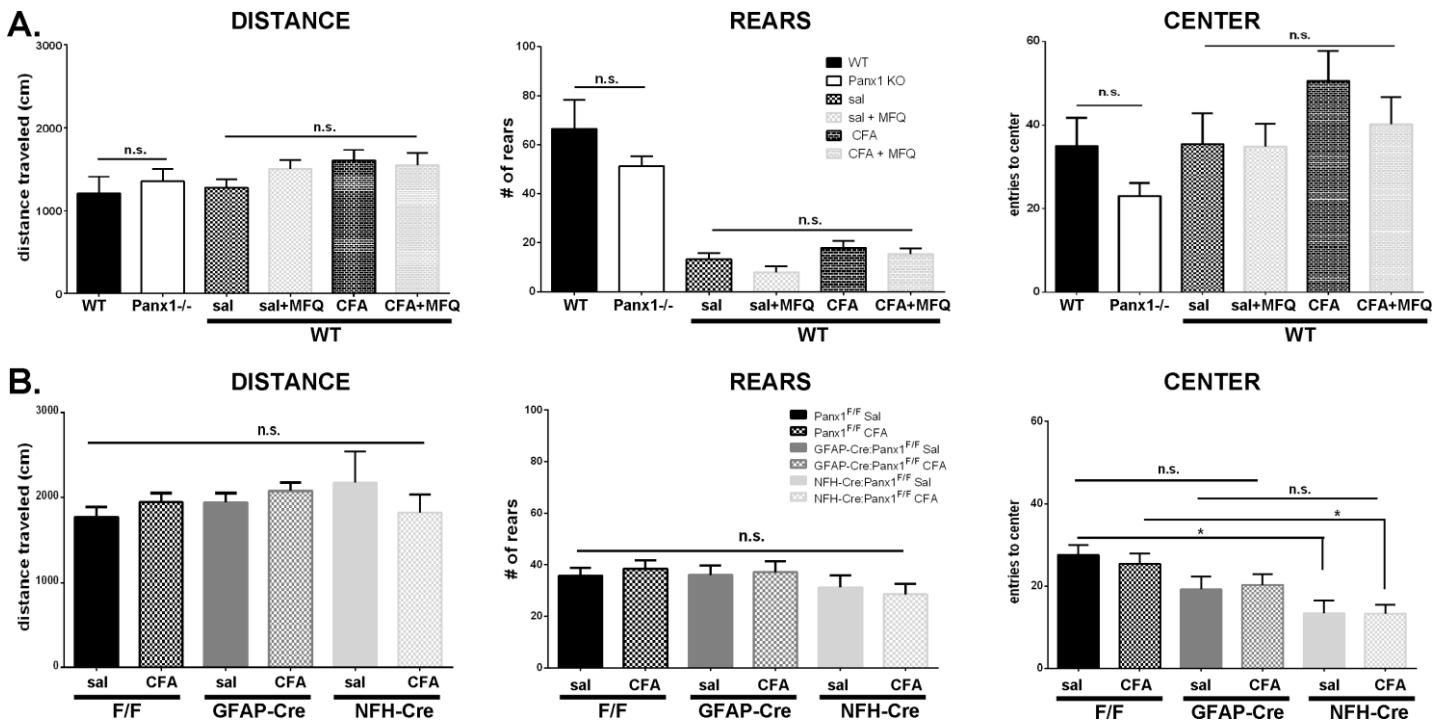 A.
DISTANCE
3000
2000
1000
0
distance traveled (cm)
n.s.
n.s.
WT
Panx1-/-
sal
sal+MFQ
CFA
CFA+MFQ
WT
REARS
100
80
60
40
20
0
# of rears
n.s.
n.s.
WT
Panx1 KO
sal
sal + MFQ
CFA
CFA + MFQ
WT
Panx1-/-
sal
sal+MFQ
CFA
CFA+MFQ
WT
CENTER
60
40
20
0
entries to center
n.s.
n.s.
WT
Panx1-/-
sal
sal+MFQ
CFA
CFA+MFQ
WT
B.
DISTANCE
3000
2000
1000
0
distance traveled (cm)
n.s.
sal
CFA
sal
CFA
sal
CFA
F/F
GFAP-Cre
NFH-Cre
REARS
100
80
60
40
20
0
# of rears
n.s.
Panx1F/F Sal
Panx1F/F CFA
GFAP-Cre:Panx1F/F Sal
GFAP-Cre:Panx1F/F CFA
NFH-Cre:Panx1F/F Sal
NFH-Cre:Panx1F/F CFA
sal
CFA
sal
CFA
sal
CFA
F/F
GFAP-Cre
NFH-Cre
CENTER
60
40
20
0
entries to center
n.s.
n.s.
*
*
sal
CFA
sal
CFA
sal
CFA
F/F
GFAP-Cre
NFH-Cre